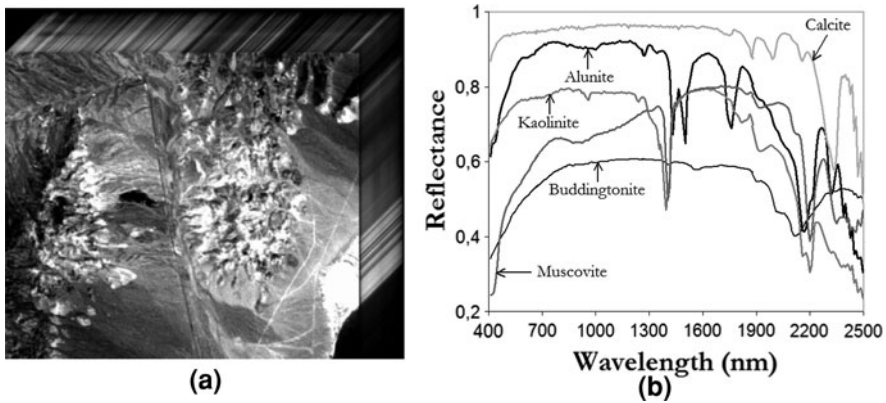 1
0,8
0,6
0,4
0,2
Reflectance
Calcite
Alunite
Kaolinite
Buddingtonite
Muscovite
400 700 1000 1300 1600 1900 2200 2500
Wavelength (nm)
(a)
(b)